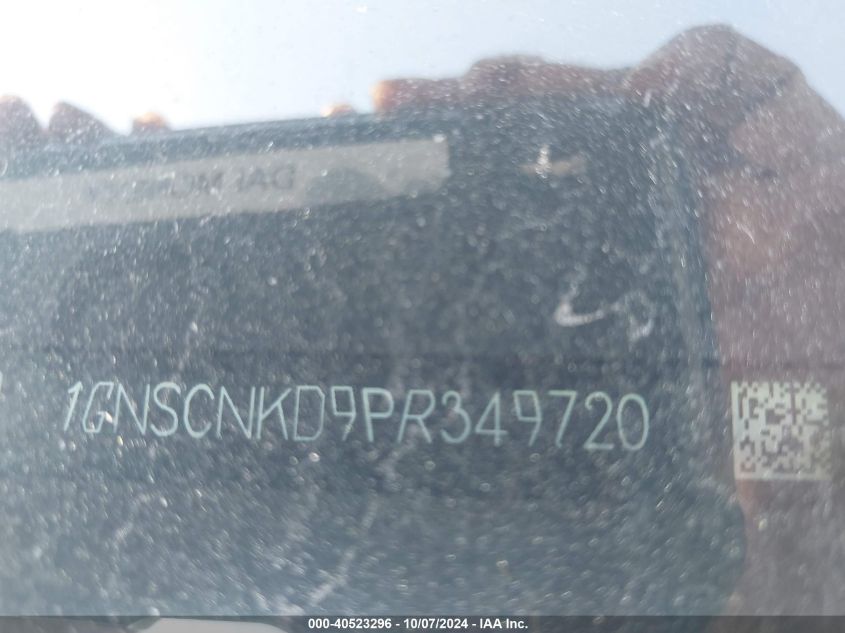 1GNSCNKD9PR349720
000-40523296 - 10/07/2024 - IAA Inc.